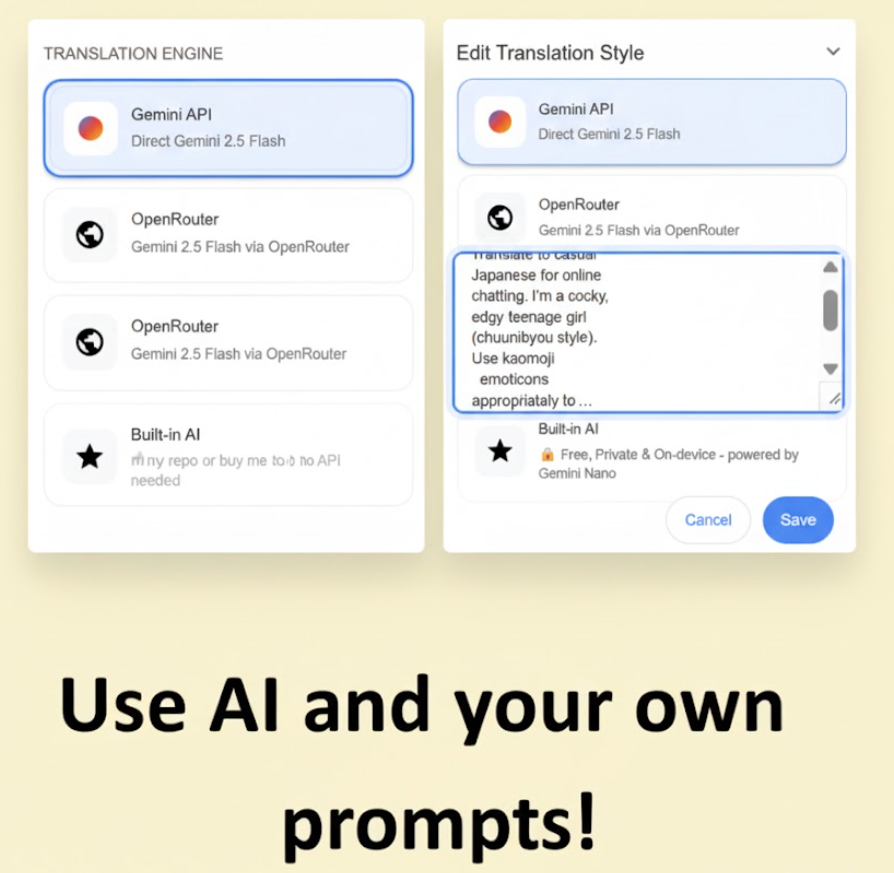 TRANSLATION ENGINE
Gemini API
Direct Gemini 2.5 Flash
OpenRouter
Gemini 2.5 Flash via OpenRouter
OpenRouter
Gemini 2.5 Flash via OpenRouter
Built-in AI
my repo or buy me no API
needed
Edit Translation Style
Gemini API
Direct Gemini 2.5 Flash
OpenRouter
Gemini 2.5 Flash via OpenRouter
Translate to casual
Japanese for online
chatting. I'm a cocky,
edgy teenage girl
(chuunibyou style).
Use kaomoji
emoticons
appropriataly to ...
Built-in AI
🔒 Free, Private & On-device - powered by
Gemini Nano
Cancel
Save
Use AI and your own
prompts!